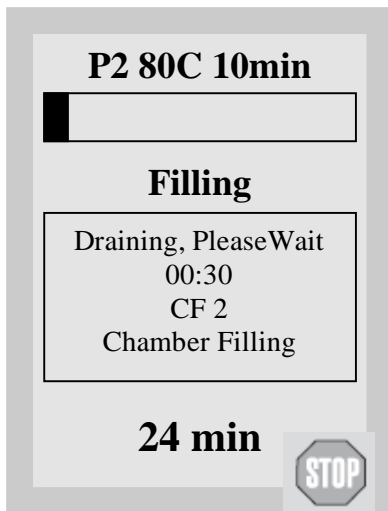 P2 80C 10min
Filling
Draining, PleaseWait
00:30
CF 2
Chamber Filling
24 min
STOP